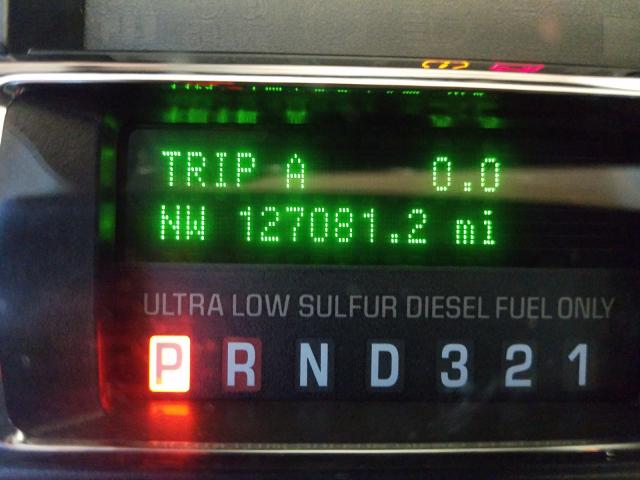 TRIP A 0.0
NW 127081.2 mi
ULTRA LOW SULFUR DIESEL FUEL ONLY
P R N D 3 2 1